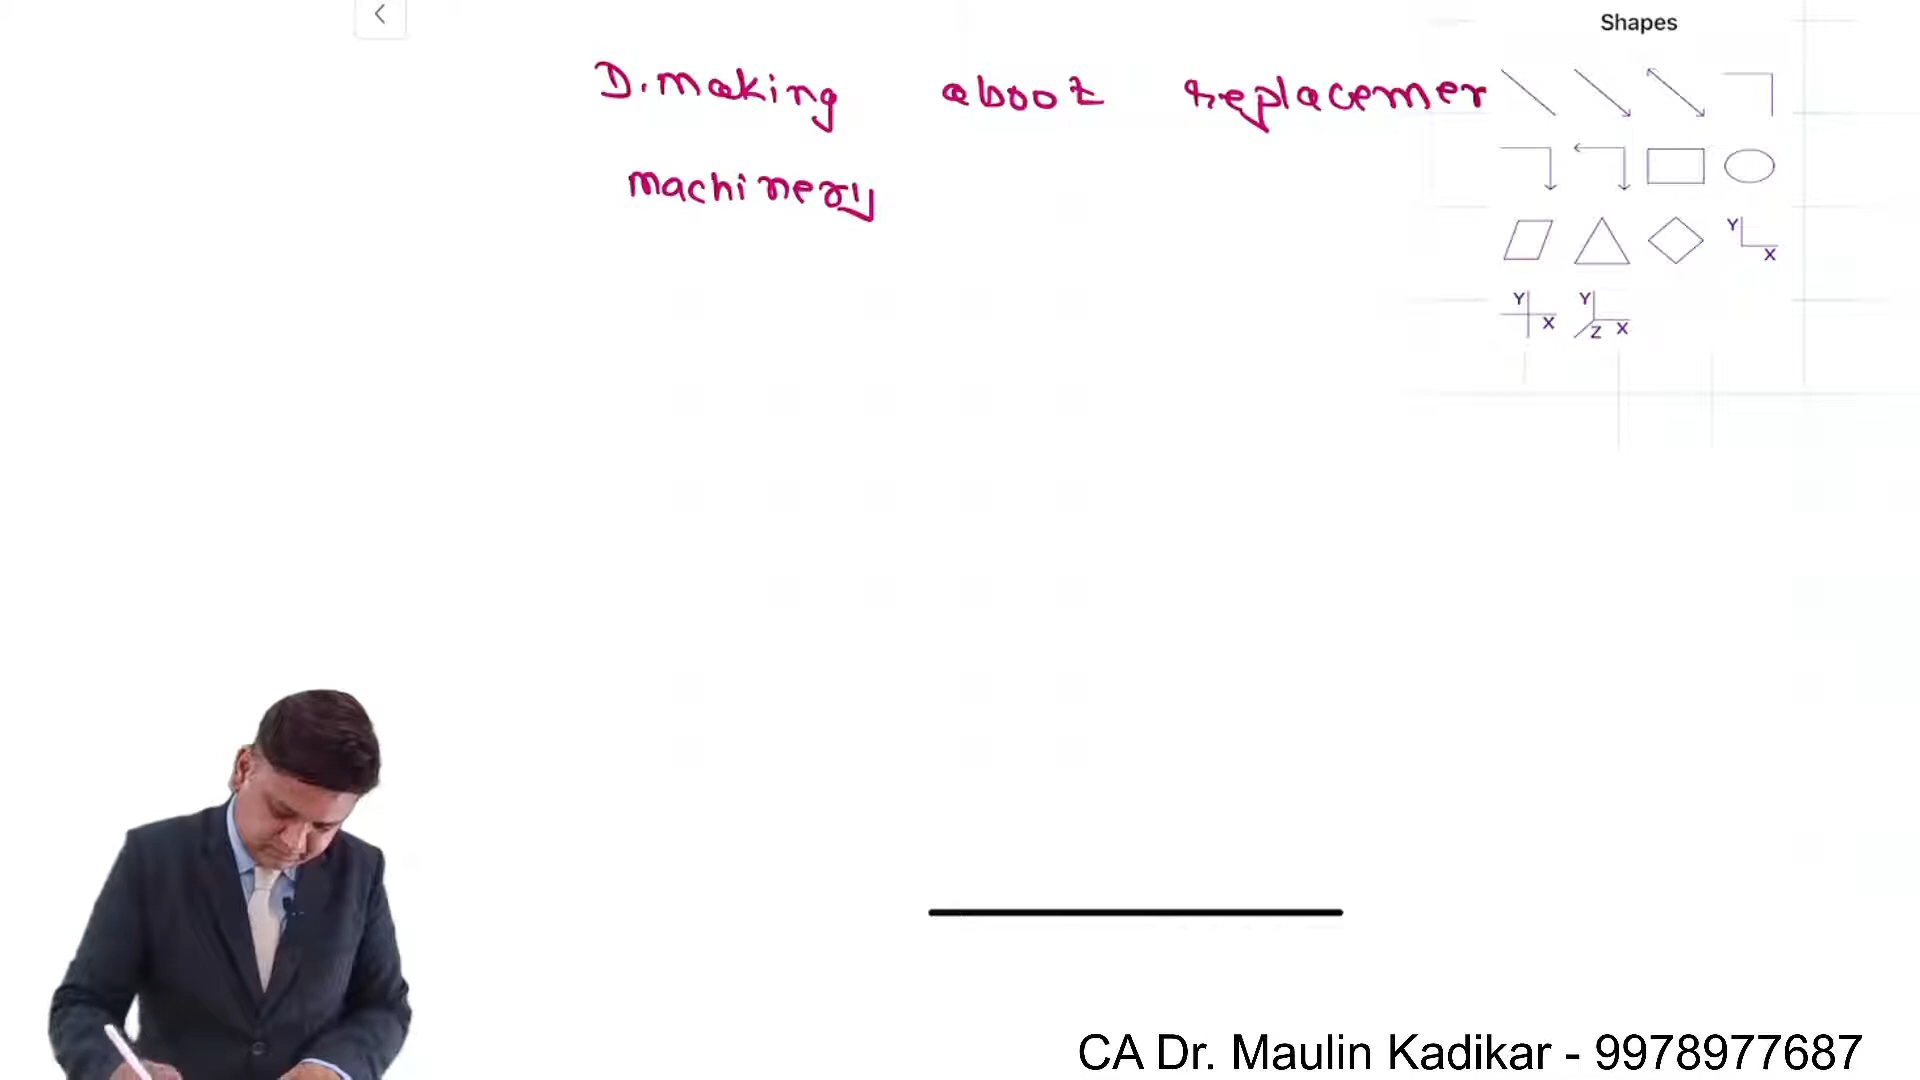 Shapes
D. making about replacemen
machinery
Y
X
Y
X
Y
Z X
CA Dr. Maulin Kadikar - 9978977687